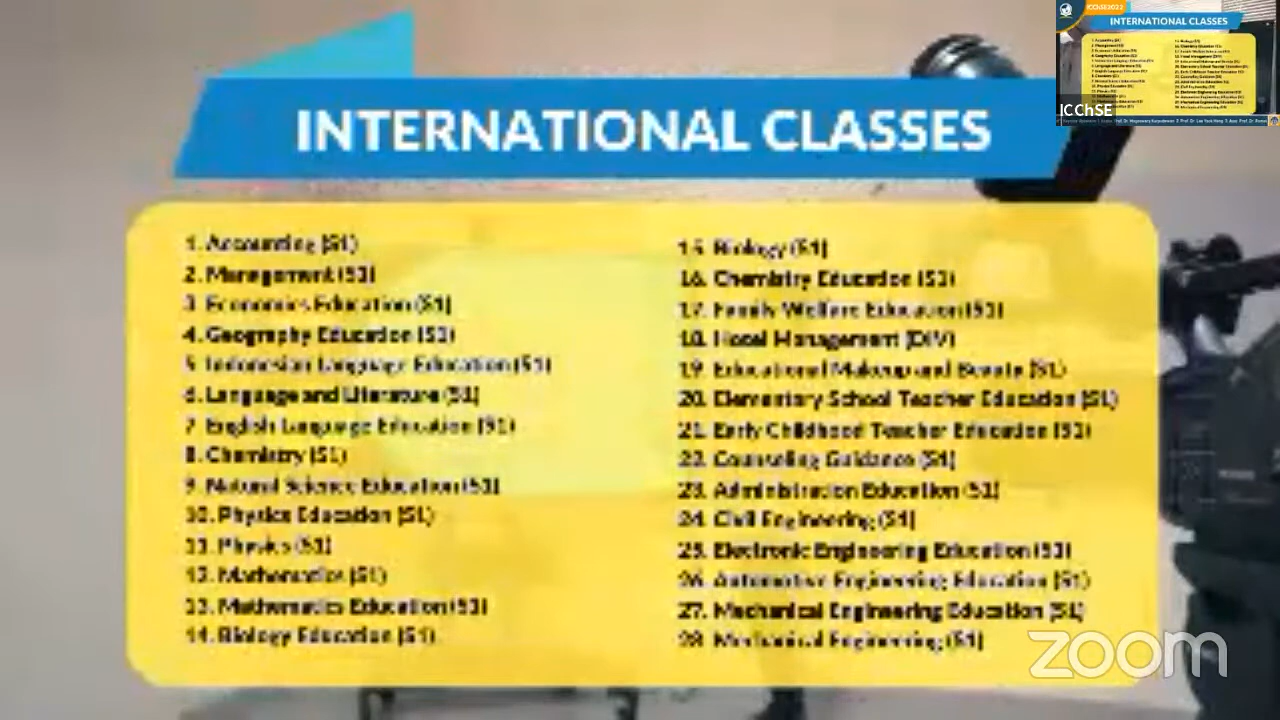 INTERNATIONAL CLASSES
1. Accounting (S1)
2. Management (S1)
3. Economics Education (S1)
4. Geography Education (S1)
5. Indonesian Language Education (S1)
6. Language and Literature (S1)
7. English Language Education (S1)
8. Chemistry (S1)
9. Natural Science Education (S1)
10. Physics Education (S1)
11. Physics (S1)
12. Mathematics (S1)
13. Mathematics Education (S1)
14. Biology Education (S1)
15. Biology (S1)
16. Chemistry Education (S1)
17. Family Welfare Education (S1)
18. Hotel Management (DIV)
19. Educational Makeup and Beauty (S1)
20. Elementary School Teacher Education (S1)
21. Early Childhood Teacher Education (S1)
22. Counseling Guidance (S1)
23. Administration Education (S1)
24. Civil Engineering (S1)
25. Electronic Engineering Education (S1)
26. Automotive Engineering Education (S1)
27. Mechanical Engineering Education (S1)
28. Mechanical Engineering (S1)
ICChSE2022
INTERNATIONAL CLASSES
ICChSE
zoom